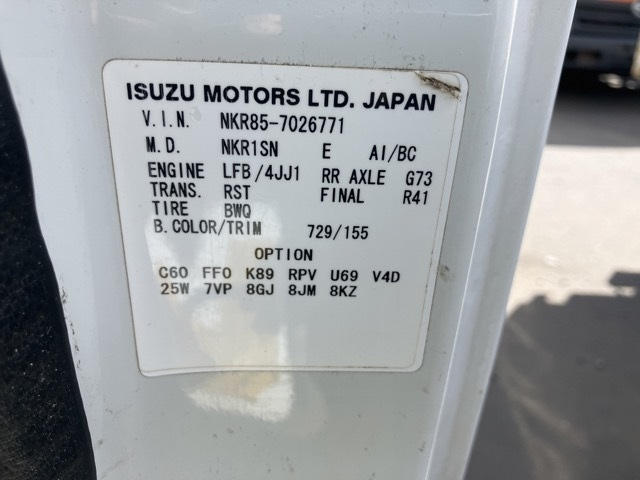 ISUZU MOTORS LTD. JAPAN
V.I.N. NKR85-7026771
M.D. NKR1SN E AI/BC
ENGINE LFB/4JJ1 RR AXLE G73
TRANS. RST FINAL R41
TIRE BWQ
B.COLOR/TRIM 729/155
OPTION
C60 FF0 K89 RPV U69 V4D
25W 7VP 8GJ 8JM 8KZ